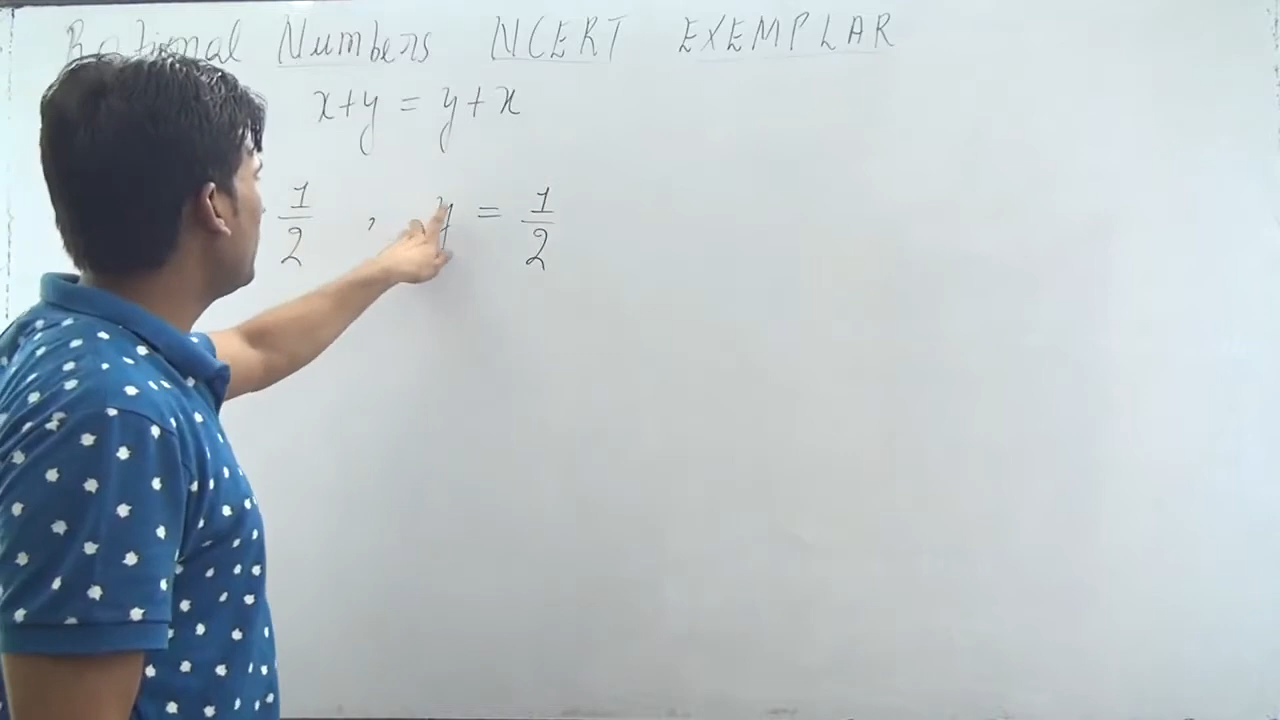 Rational Numbers NCERT EXEMPLAR
x+y = y+x
1/2 , y = 1/2